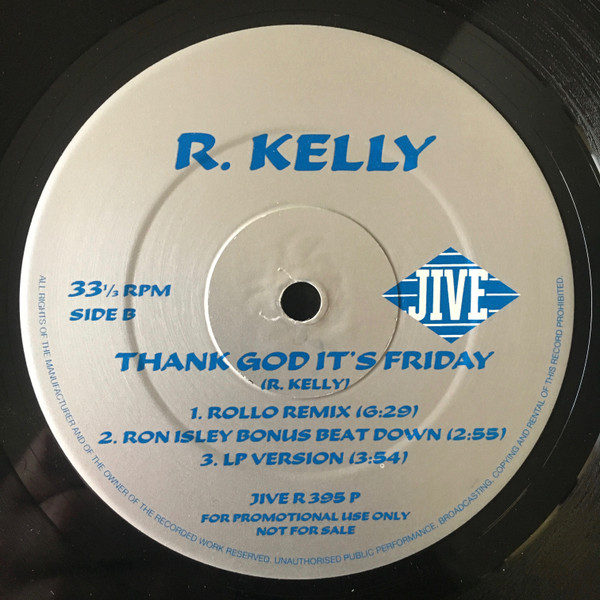 R. KELLY
33⅓ RPM
SIDE B
JIVE
THANK GOD IT'S FRIDAY
(R. KELLY)
1. ROLLO REMIX (6:29)
2. RON ISLEY BONUS BEAT DOWN (2:55)
3. LP VERSION (3:54)
JIVE R 395 P
FOR PROMOTIONAL USE ONLY
NOT FOR SALE
ALL RIGHTS OF THE MANUFACTURER AND OF THE OWNER OF THE RECORDED WORK RESERVED. UNAUTHORISED PUBLIC PERFORMANCE, BROADCASTING, COPYING AND RENTAL OF THIS RECORD PROHIBITED.